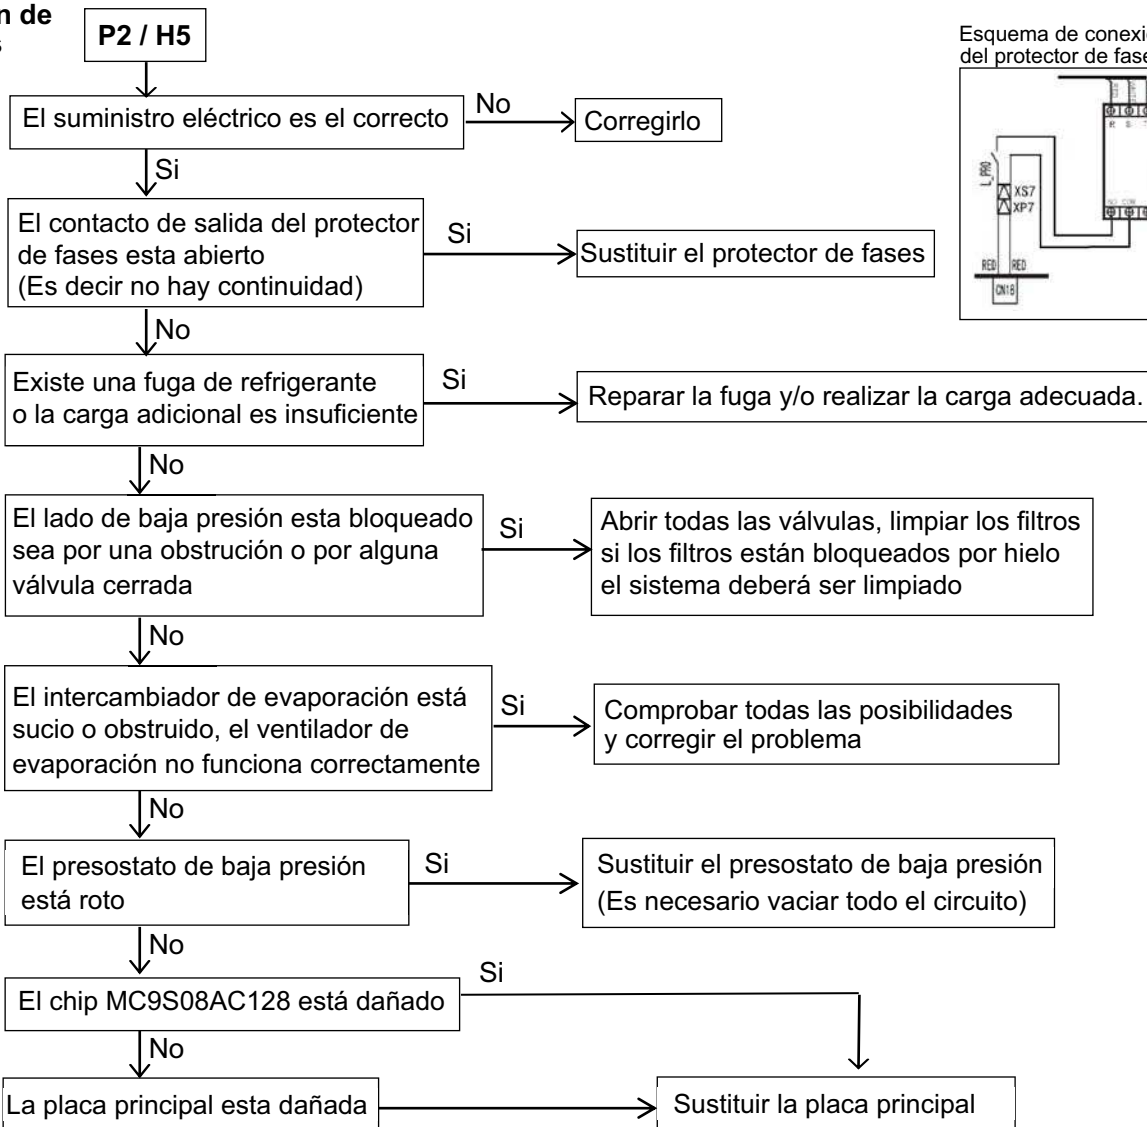 n de
P2 / H5
Esquema de conexi
del protector de fase
El suministro eléctrico es el correcto
No
Corregirlo
Si
El contacto de salida del protector
de fases esta abierto
(Es decir no hay continuidad)
Si
Sustituir el protector de fases
L_PRO
XS7
XP7
R S
NO COM
RED RED
CN18
No
Existe una fuga de refrigerante
o la carga adicional es insuficiente
Si
Reparar la fuga y/o realizar la carga adecuada.
No
El lado de baja presión esta bloqueado
sea por una obstrución o por alguna
válvula cerrada
Si
Abrir todas las válvulas, limpiar los filtros
si los filtros están bloqueados por hielo
el sistema deberá ser limpiado
No
El intercambiador de evaporación está
sucio o obstruido, el ventilador de
evaporación no funciona correctamente
Si
Comprobar todas las posibilidades
y corregir el problema
No
El presostato de baja presión
está roto
Si
Sustituir el presostato de baja presión
(Es necesario vaciar todo el circuito)
No
El chip MC9S08AC128 está dañado
Si
No
La placa principal esta dañada
Sustituir la placa principal